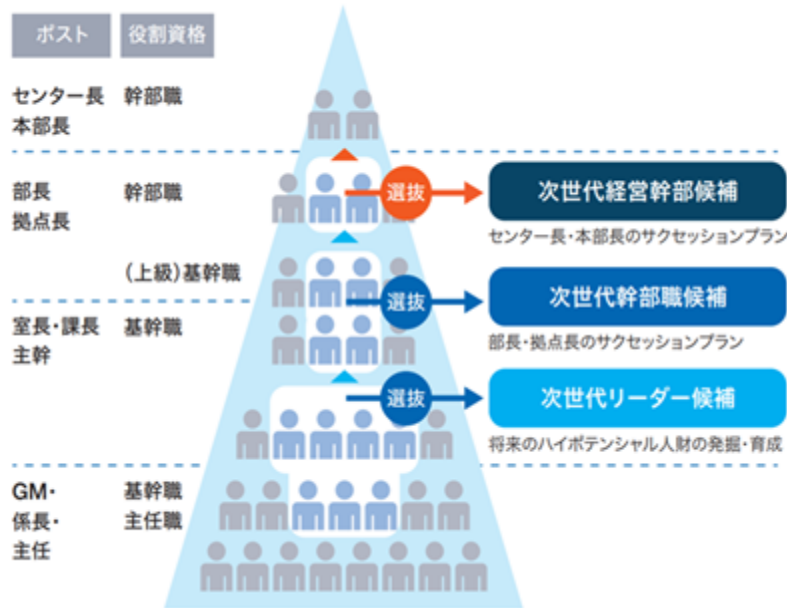 ポスト 役割資格
センター長 幹部職
本部長
部長 幹部職
拠点長
(上級)基幹職
室長・課長 基幹職
主幹
GM・ 基幹職
係長・ 主任職
主任
選抜
次世代経営幹部候補
センター長・本部長のサクセッションプラン
選抜
次世代幹部職候補
部長・拠点長のサクセッションプラン
選抜
次世代リーダー候補
将来のハイポテンシャル人財の発掘・育成